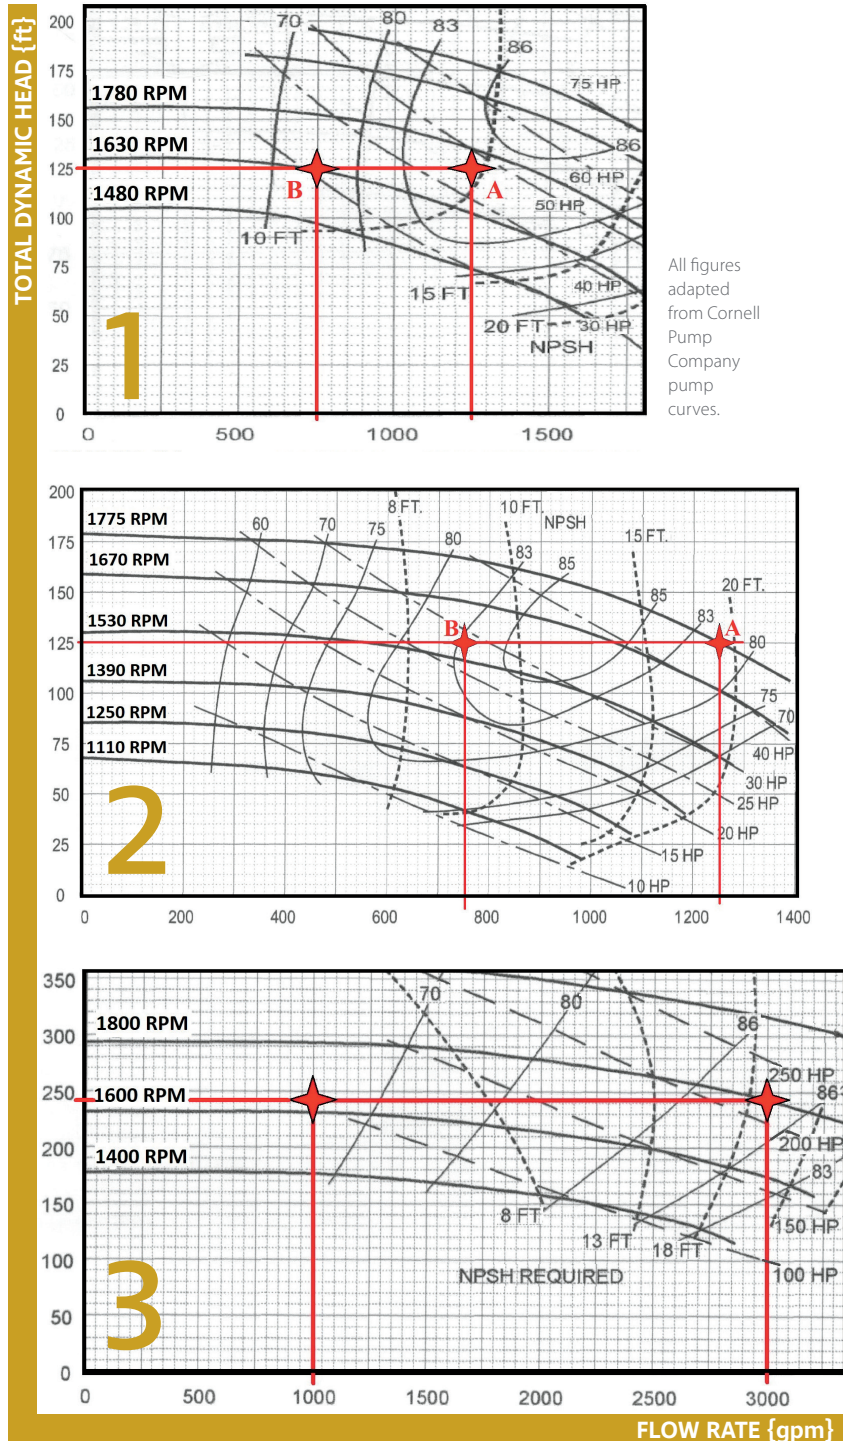 TOTAL DYNAMIC HEAD {ft}
200
175
150
125
100
75
50
25
0
1780 RPM
1630 RPM
1480 RPM
70
80
83
86
75 HP
86
60 HP
50 HP
40 HP
30 HP
B
A
10 FT
15 FT
20 FT
NPSH
1
0
500
1000
1500
All figures
adapted
from Cornell
Pump
Company
pump
curves.
200
175
150
125
100
75
50
25
0
1775 RPM
1670 RPM
1530 RPM
1390 RPM
1250 RPM
1110 RPM
60
70
75
8 FT.
80
10 FT.
NPSH
83
85
15 FT.
85
83
20 FT.
80
75
70
B
A
40 HP
30 HP
25 HP
20 HP
15 HP
10 HP
2
0
200
400
600
800
1000
1200
1400
350
300
250
200
150
100
50
0
1800 RPM
1600 RPM
1400 RPM
70
80
86
250 HP
86
200 HP
83
150 HP
100 HP
8 FT
13 FT
18 FT
NPSH REQUIRED
3
0
500
1000
1500
2000
2500
3000
FLOW RATE {gpm}